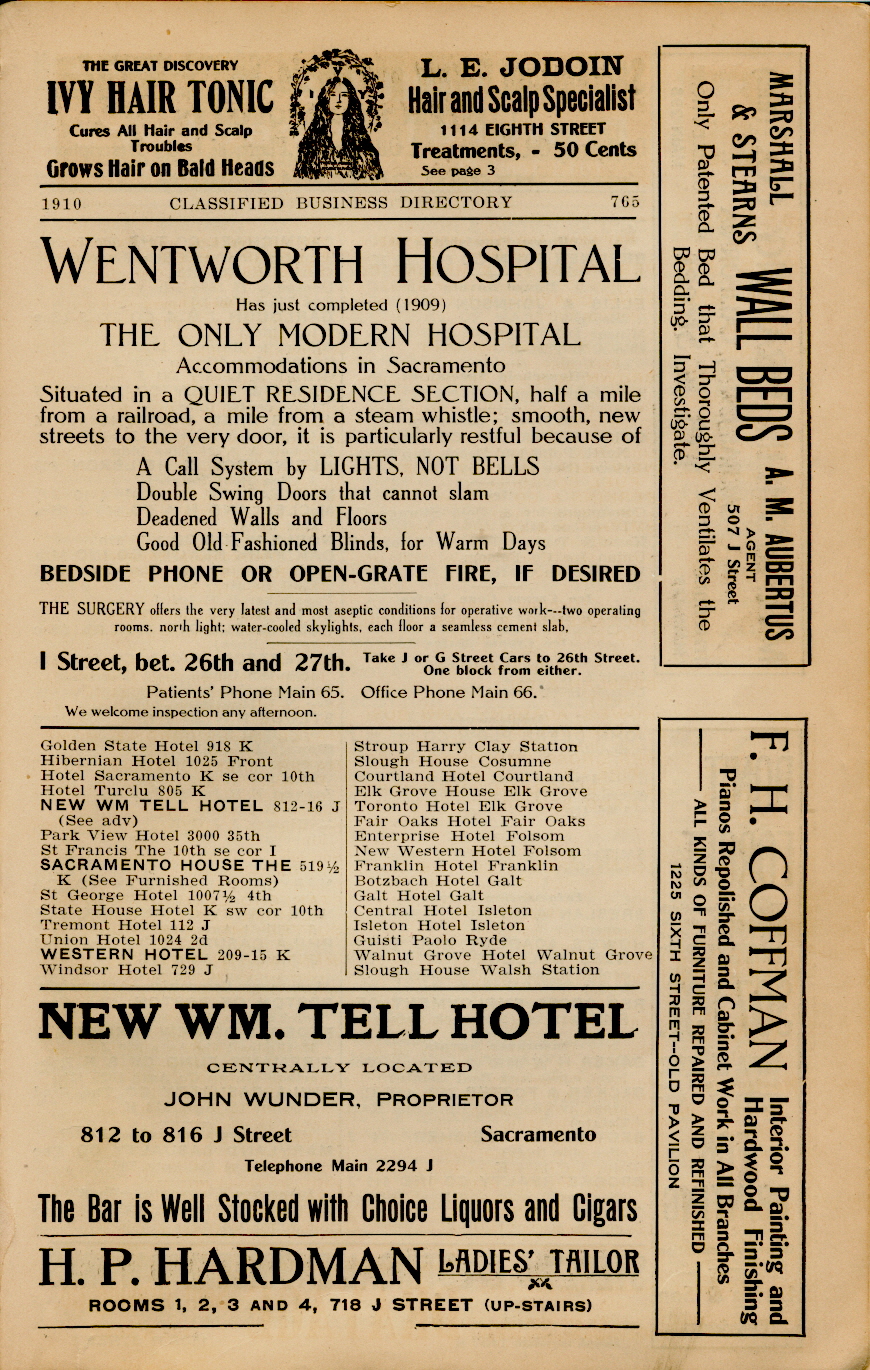 THE GREAT DISCOVERY
IVY HAIR TONIC
Cures All Hair and Scalp
Troubles
Grows Hair on Bald Heads
IVY
L. E. JODOIN
Hair and Scalp Specialist
1114 EIGHTH STREET
Treatments, - 50 Cents
See page 3
1910 CLASSIFIED BUSINESS DIRECTORY 765
WENTWORTH HOSPITAL
Has just completed (1909)
THE ONLY MODERN HOSPITAL
Accommodations in Sacramento
Situated in a QUIET RESIDENCE SECTION, half a mile
from a railroad, a mile from a steam whistle; smooth, new
streets to the very door, it is particularly restful because of
A Call System by LIGHTS, NOT BELLS
Double Swing Doors that cannot slam
Deadened Walls and Floors
Good Old-Fashioned Blinds, for Warm Days
BEDSIDE PHONE OR OPEN-GRATE FIRE, IF DESIRED
THE SURGERY offers the very latest and most aseptic conditions for operative work---two operating
rooms. north light; water-cooled skylights, each floor a seamless cement slab,
I Street, bet. 26th and 27th. Take J or G Street Cars to 26th Street.
One block from either.
Patients' Phone Main 65. Office Phone Main 66.
We welcome inspection any afternoon.
Golden State Hotel 918 K
Hibernian Hotel 1025 Front
Hotel Sacramento K se cor 10th
Hotel Turclu 805 K
NEW WM TELL HOTEL 812-16 J
(See adv)
Park View Hotel 3000 35th
St Francis The 10th se cor I
SACRAMENTO HOUSE THE 519½
K (See Furnished Rooms)
St George Hotel 1007½ 4th
State House Hotel K sw cor 10th
Tremont Hotel 112 J
Union Hotel 1024 2d
WESTERN HOTEL 209-15 K
Windsor Hotel 729 J
Stroup Harry Clay Station
Slough House Cosumne
Courtland Hotel Courtland
Elk Grove House Elk Grove
Toronto Hotel Elk Grove
Fair Oaks Hotel Fair Oaks
Enterprise Hotel Folsom
New Western Hotel Folsom
Franklin Hotel Franklin
Botzbach Hotel Galt
Galt Hotel Galt
Central Hotel Isleton
Isleton Hotel Isleton
Guisti Paolo Ryde
Walnut Grove Hotel Walnut Grove
Slough House Walsh Station
NEW WM. TELL HOTEL
CENTRALLY LOCATED
JOHN WUNDER, PROPRIETOR
812 to 816 J Street Sacramento
Telephone Main 2294 J
The Bar is Well Stocked with Choice Liquors and Cigars
H. P. HARDMAN LADIES' TAILOR
ROOMS 1, 2, 3 AND 4, 718 J STREET (UP-STAIRS)
MARSHALL
& STEARNS WALL BEDS A. M. AUBERTUS
AGENT
507 J Street
Only Patented Bed that Thoroughly Ventilates the
Bedding. Investigate.
F. H. COFFMAN Interior Painting and
Hardwood Finishing
Pianos Repolished and Cabinet Work in All Branches
ALL KINDS OF FURNITURE REPAIRED AND REFINISHED
1225 SIXTH STREET--OLD PAVILION